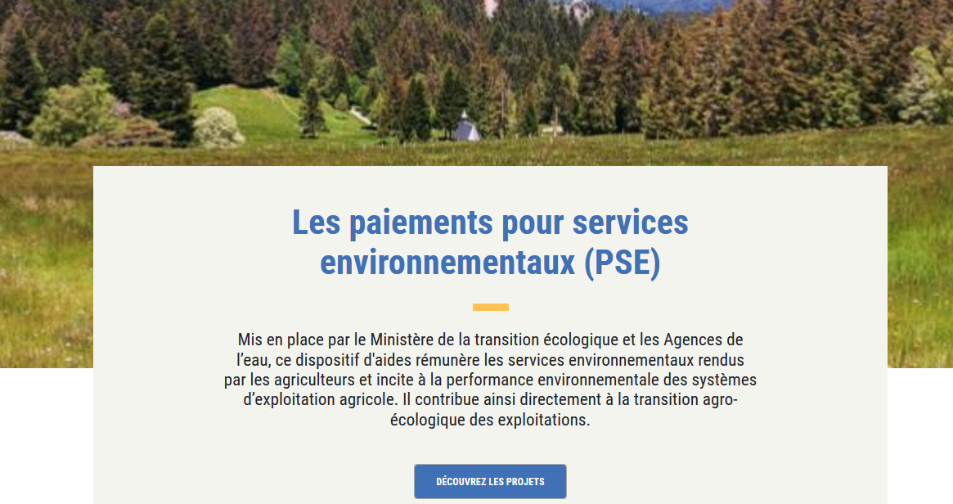 Les paiements pour services
environnementaux (PSE)
Mis en place par le Ministère de la transition écologique et les Agences de
l'eau, ce dispositif d'aides rémunère les services environnementaux rendus
par les agriculteurs et incite à la performance environnementale des systèmes
d'exploitation agricole. Il contribue ainsi directement à la transition agro-
écologique des exploitations.
DÉCOUVREZ LES PROJETS